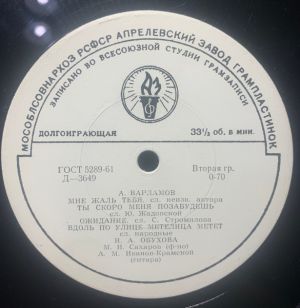 МОСОБЛСОВНАРХОЗ РСФСР АПРЕЛЕВСКИЙ ЗАВОД ГРАМПЛАСТИНОК
ЗАПИСАНО ВО ВСЕСОЮЗНОЙ СТУДИИ ГРАМЗАПИСИ
ДОЛГОИГРАЮЩАЯ 33⅓ об. в мин.
ГОСТ 5289-61 Вторая гр.
Д—3649 0-70
А. ВАРЛАМОВ
МНЕ ЖАЛЬ ТЕБЯ, сл. неизв. автора
ТЫ СКОРО МЕНЯ ПОЗАБУДЕШЬ
сл. Ю. Жадовской
ОЖИДАНИЕ, сл. С. Стромилова
ВДОЛЬ ПО УЛИЦЕ МЕТЕЛИЦА МЕТЕТ
сл. народные
Н. А. ОБУХОВА
М. И. Сахаров (ф-но)
А. М. Иванов-Крамской
(гитара)